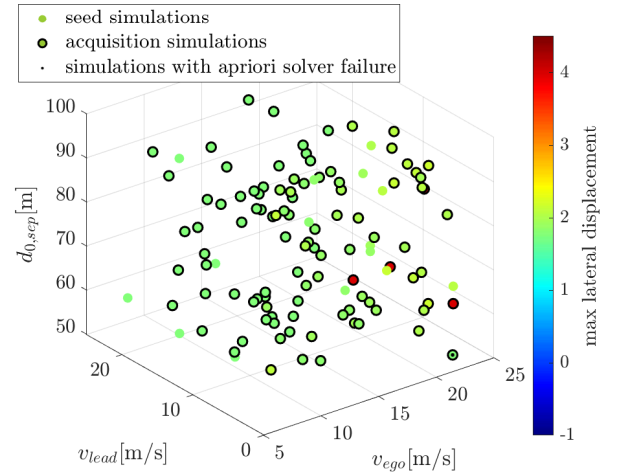 seed simulations
acquisition simulations
simulations with apriori solver failure
100
90
80
70
60
50
d0,sep[m]
20
10
0
vlead[m/s]
5
10
15
20
25
vego[m/s]
4
3
2
1
0
-1
max lateral displacement